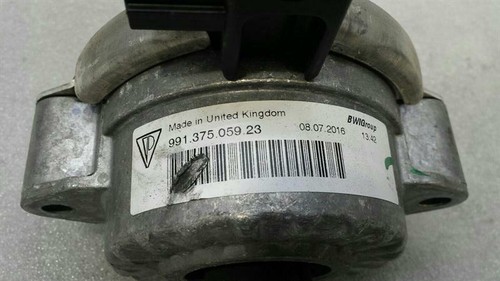 Made in United Kingdom
991.375.059.23
08.07.2016
BWIGroup
13:42